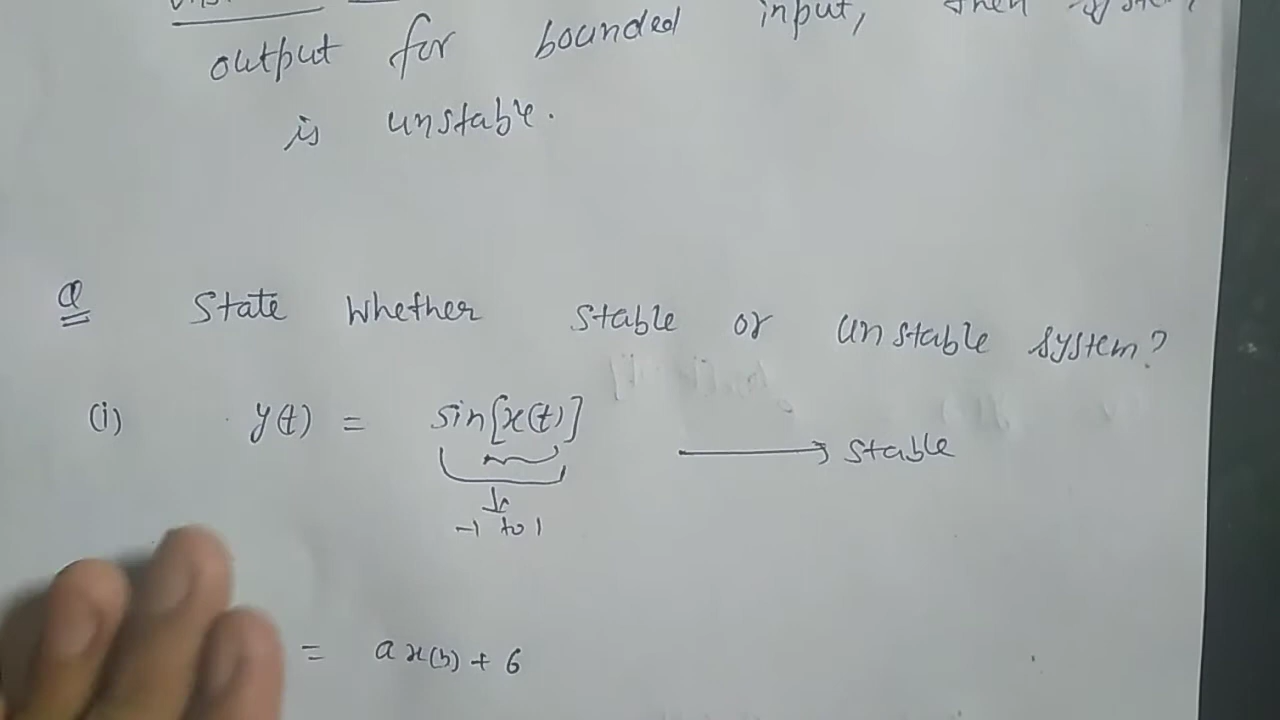 input, then system
output for bounded
is unstable.
Q State whether stable or unstable system?
(i) y(t) = sin[x(t)] → stable
-1 to 1
= a x(n) + 6